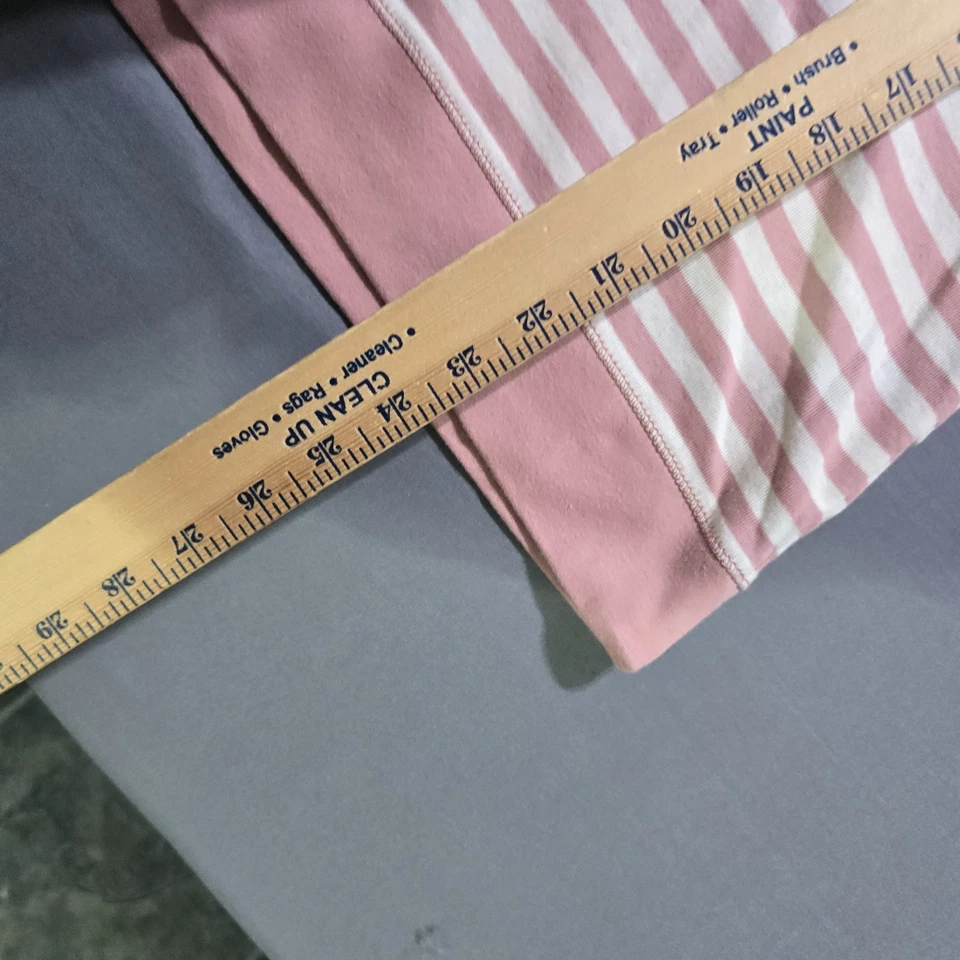 17 18 19 20 21 22 23 24 25 26 27 28 29
PAINT
• Brush • Roller • Tray
CLEAN UP
• Cleaner • Rags • Gloves